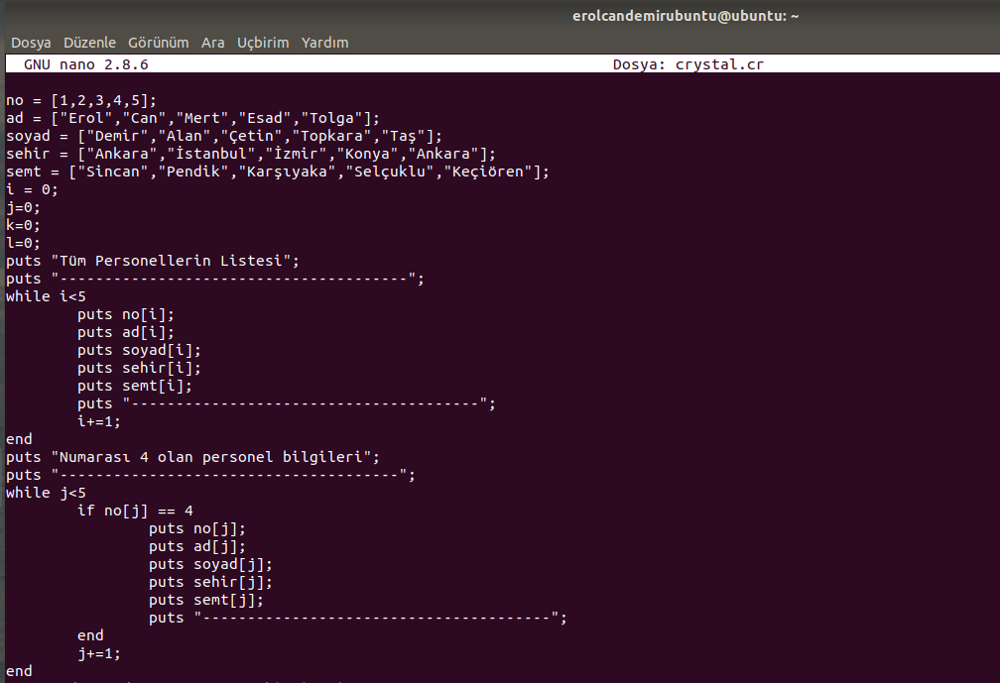 erolcandemirubuntu@ubuntu: ~
Dosya Düzenle Görünüm Ara Uçbirim Yardım
GNU nano 2.8.6 Dosya: crystal.cr
no = [1,2,3,4,5];
ad = ["Erol","Can","Mert","Esad","Tolga"];
soyad = ["Demir","Alan","Çetin","Topkara","Taş"];
sehir = ["Ankara","İstanbul","İzmir","Konya","Ankara"];
semt = ["Sincan","Pendik","Karşıyaka","Selçuklu","Keçiören"];
i = 0;
j=0;
k=0;
l=0;
puts "Tüm Personellerin Listesi";
puts "---------------------------------------";
while i<5
        puts no[i];
        puts ad[i];
        puts soyad[i];
        puts sehir[i];
        puts semt[i];
        puts "---------------------------------------";
        i+=1;
end
puts "Numarası 4 olan personel bilgileri";
puts "--------------------------------------";
while j<5
        if no[j] == 4
                puts no[j];
                puts ad[j];
                puts soyad[j];
                puts sehir[j];
                puts semt[j];
                puts "---------------------------------------";
        end
        j+=1;
end